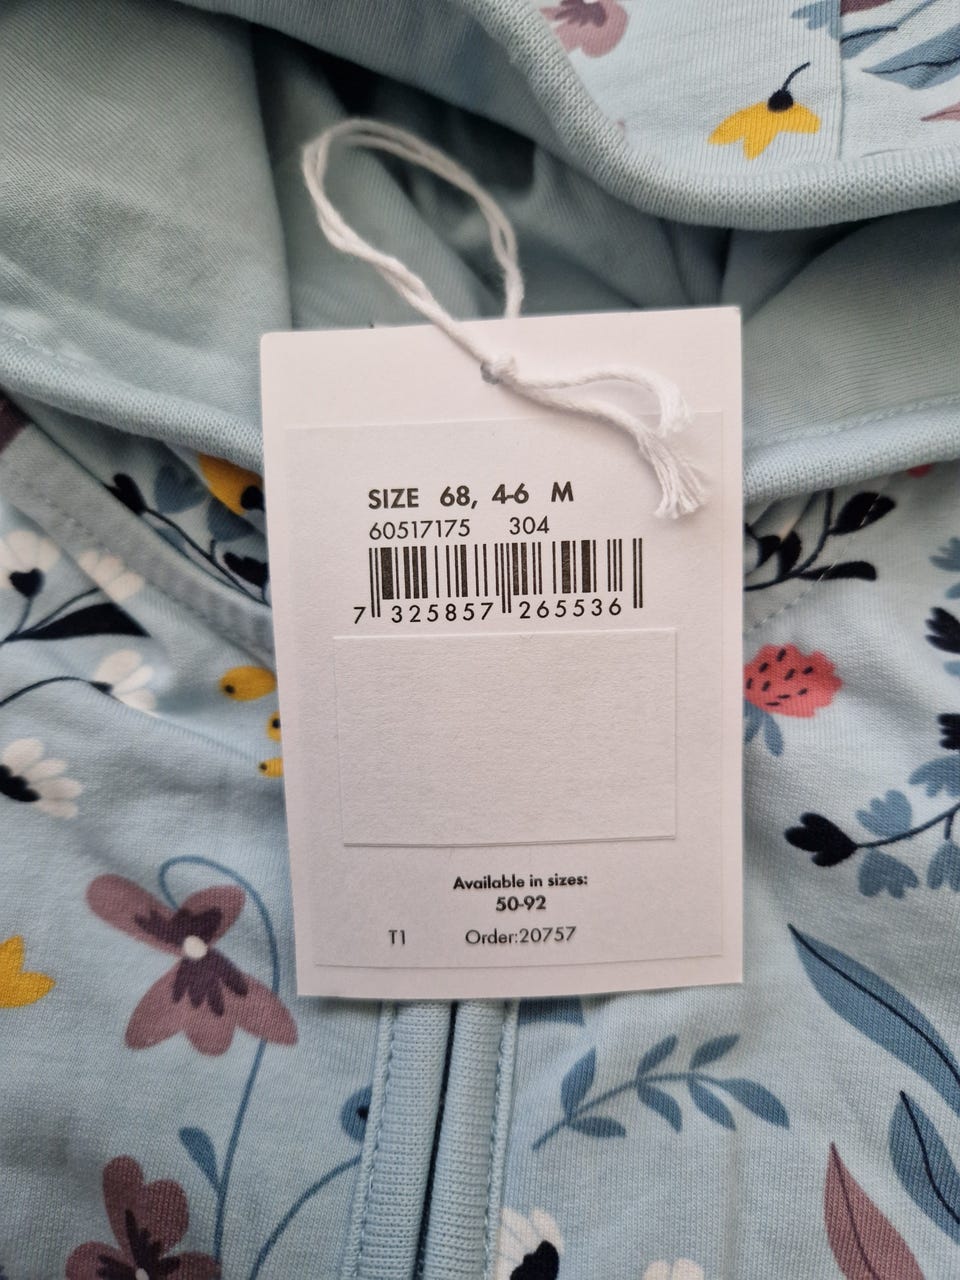 SIZE 68, 4-6 M
60517175 304
7 325857 265536
Available in sizes:
50-92
T1 Order:20757